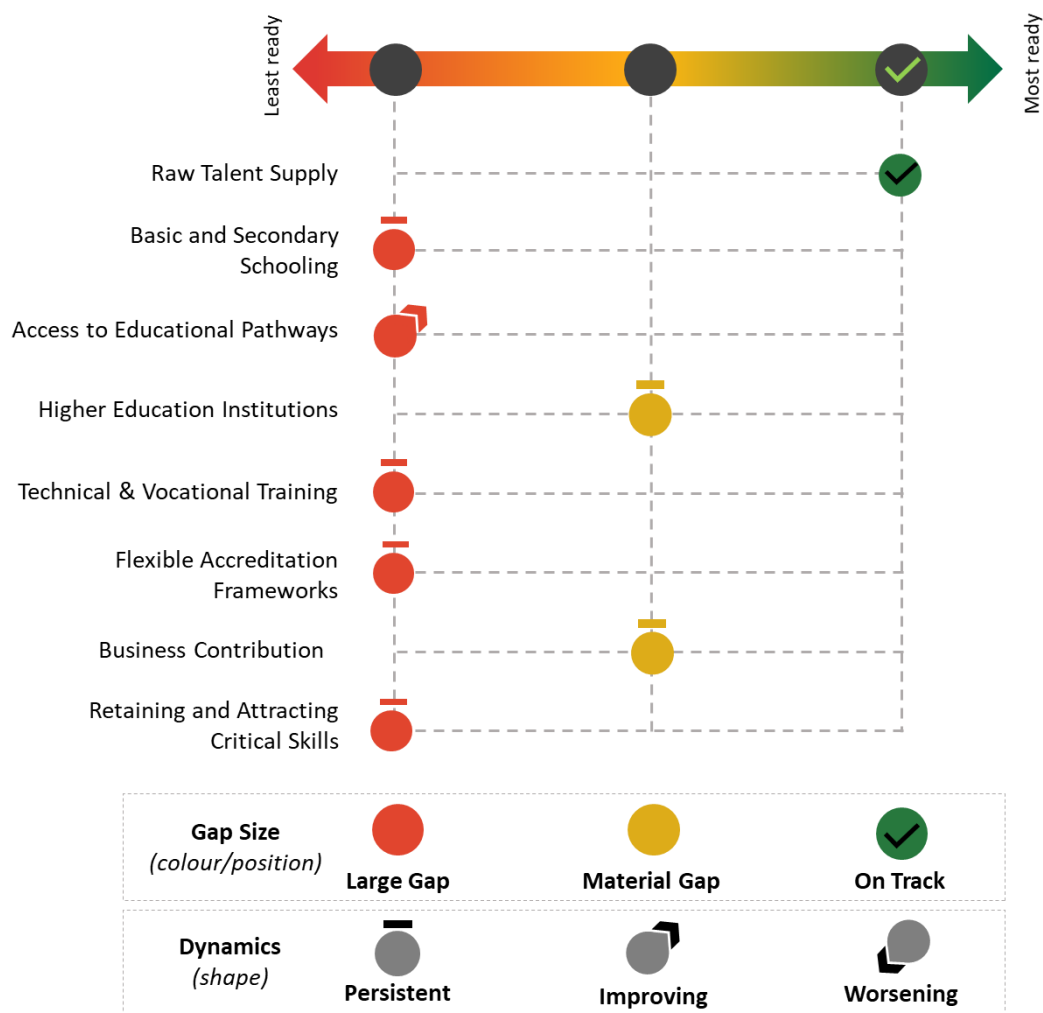 Least ready
Most ready
Raw Talent Supply
Basic and Secondary
Schooling
Access to Educational Pathways
Higher Education Institutions
Technical & Vocational Training
Flexible Accreditation
Frameworks
Business Contribution
Retaining and Attracting
Critical Skills
Gap Size
(colour/position)
Large Gap
Material Gap
On Track
Dynamics
(shape)
Persistent
Improving
Worsening